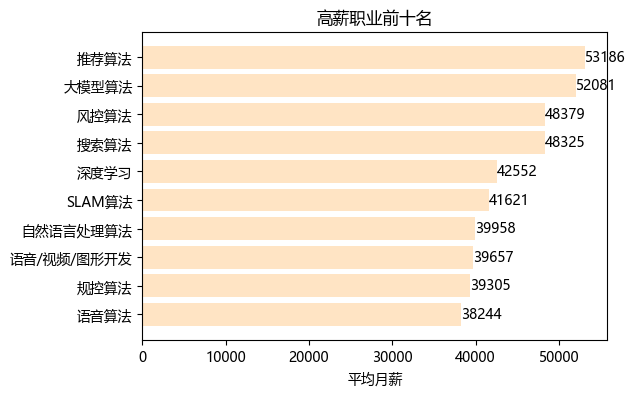 高薪职业前十名
推荐算法 53186
大模型算法 52081
风控算法 48379
搜索算法 48325
深度学习 42552
SLAM算法 41621
自然语言处理算法 39958
语音/视频/图形开发 39657
规控算法 39305
语音算法 38244
0 10000 20000 30000 40000 50000
平均月薪